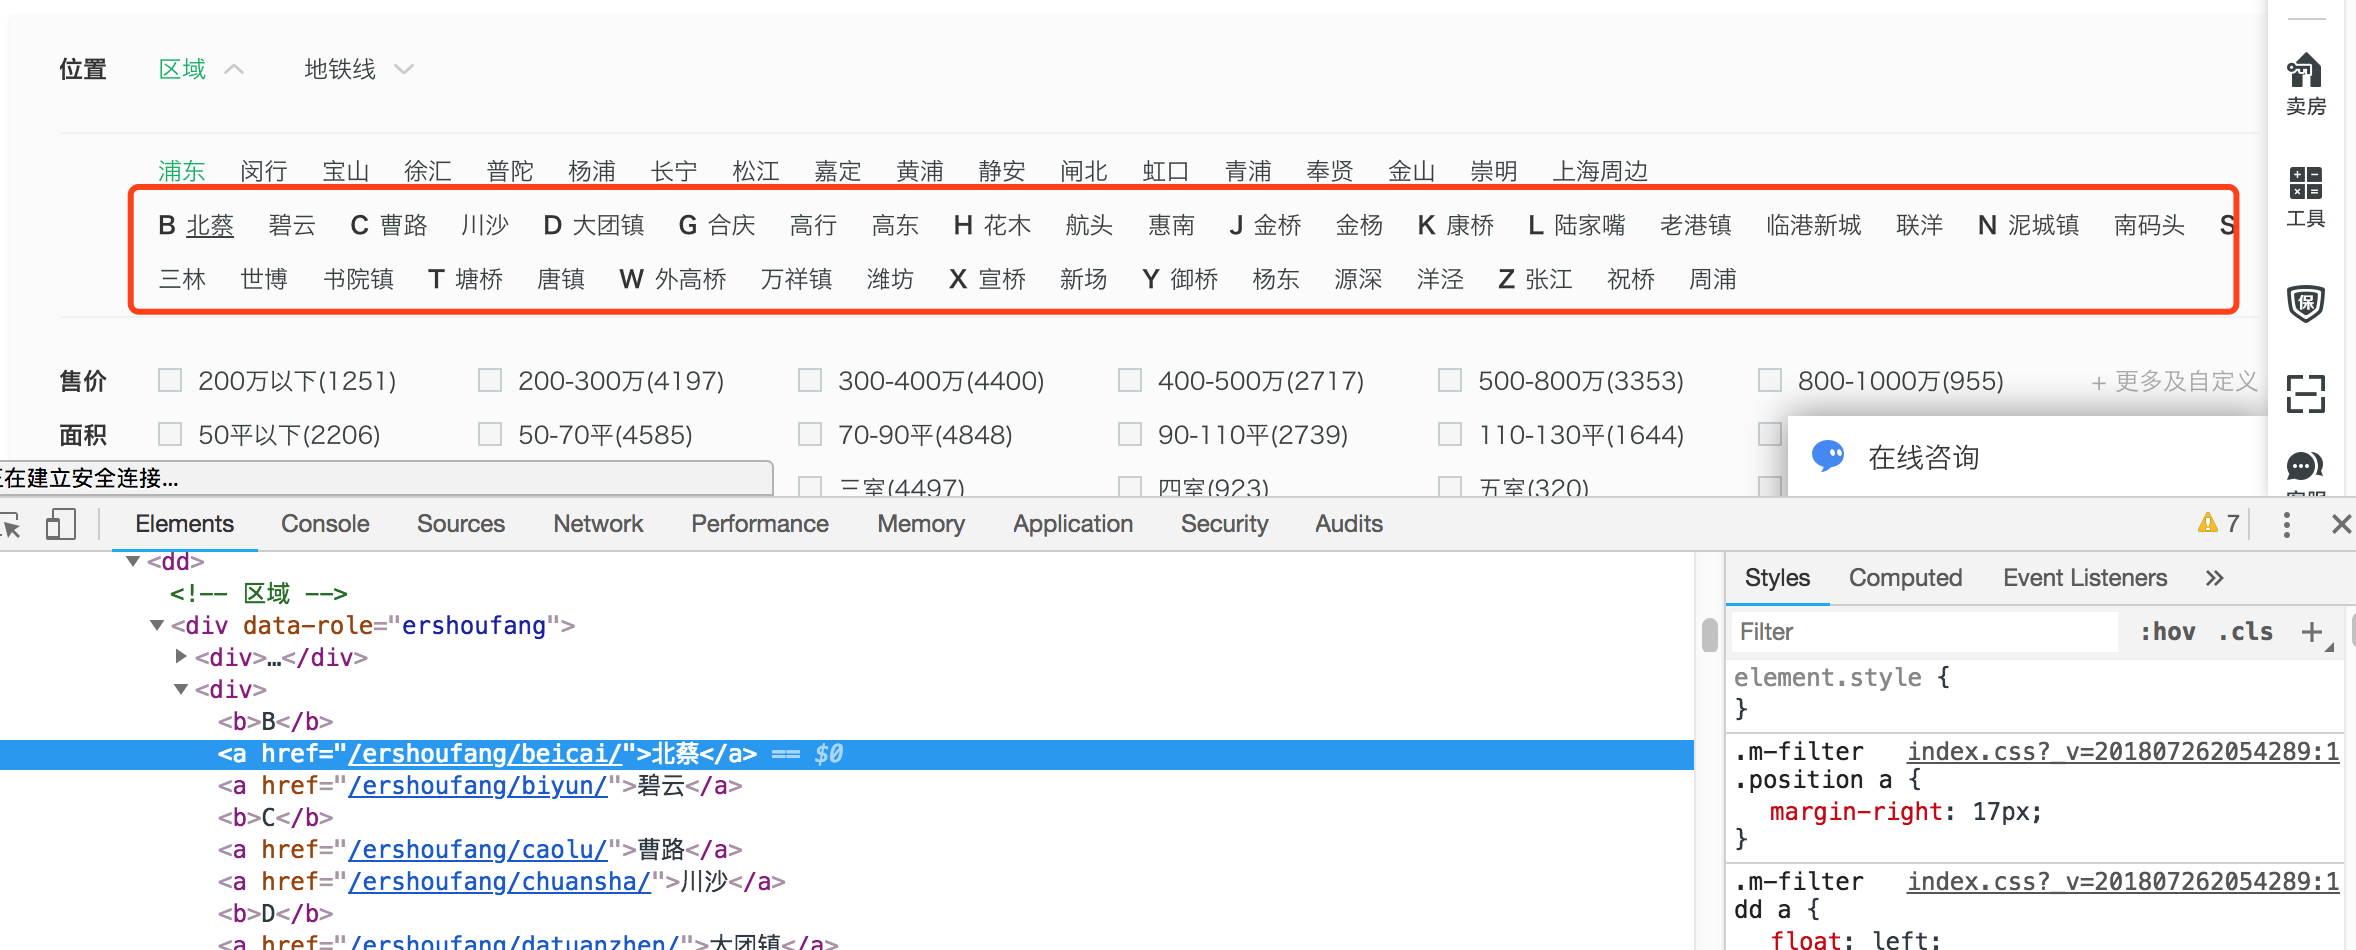 位置 区域 地铁线
卖房
浦东 闵行 宝山 徐汇 普陀 杨浦 长宁 松江 嘉定 黄浦 静安 闸北 虹口 青浦 奉贤 金山 崇明 上海周边
工具
B 北蔡 碧云 C 曹路 川沙 D 大团镇 G 合庆 高行 高东 H 花木 航头 惠南 J 金桥 金杨 K 康桥 L 陆家嘴 老港镇 临港新城 联洋 N 泥城镇 南码头 S
三林 世博 书院镇 T 塘桥 唐镇 W 外高桥 万祥镇 潍坊 X 宣桥 新场 Y 御桥 杨东 源深 洋泾 Z 张江 祝桥 周浦
保
售价 200万以下(1251) 200-300万(4197) 300-400万(4400) 400-500万(2717) 500-800万(3353) 800-1000万(955) + 更多及自定义
面积 50平以下(2206) 50-70平(4585) 70-90平(4848) 90-110平(2739) 110-130平(1644)
在线咨询
正在建立安全连接...
三室(4497) 四室(923) 五室(320)
客服
Elements Console Sources Network Performance Memory Application Security Audits 7
<dd>
<!-- 区域 -->
<div data-role="ershoufang">
<div>…</div>
<div>
<b>B</b>
<a href="/ershoufang/beicai/">北蔡</a> == $0
<a href="/ershoufang/biyun/">碧云</a>
<b>C</b>
<a href="/ershoufang/caolu/">曹路</a>
<a href="/ershoufang/chuansha/">川沙</a>
<b>D</b>
<a href="/ershoufang/datuanzhen/">大团镇</a>
Styles Computed Event Listeners »
Filter :hov .cls +
element.style {
}
.m-filter index.css?_v=201807262054289:1
.position a {
margin-right: 17px;
}
.m-filter index.css?_v=201807262054289:1
dd a {
float: left;